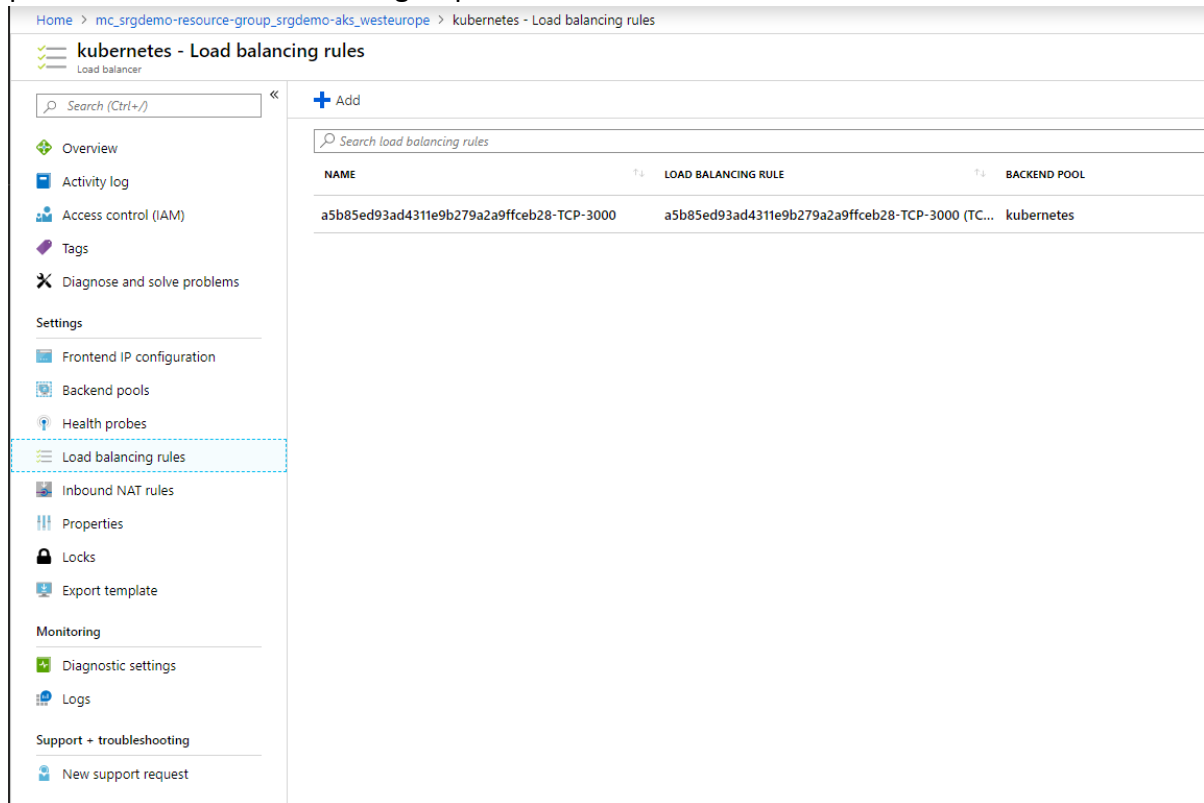 Home > mc_srgdemo-resource-group_srgdemo-aks_westeurope > kubernetes - Load balancing rules
kubernetes - Load balancing rules
Load balancer
Search (Ctrl+/)
«
Overview
Activity log
Access control (IAM)
Tags
Diagnose and solve problems
Settings
Frontend IP configuration
Backend pools
Health probes
Load balancing rules
Inbound NAT rules
Properties
Locks
Export template
Monitoring
Diagnostic settings
Logs
Support + troubleshooting
New support request
Add
Search load balancing rules
NAME ↑↓ LOAD BALANCING RULE ↑↓ BACKEND POOL
a5b85ed93ad4311e9b279a2a9ffceb28-TCP-3000 a5b85ed93ad4311e9b279a2a9ffceb28-TCP-3000 (TC... kubernetes